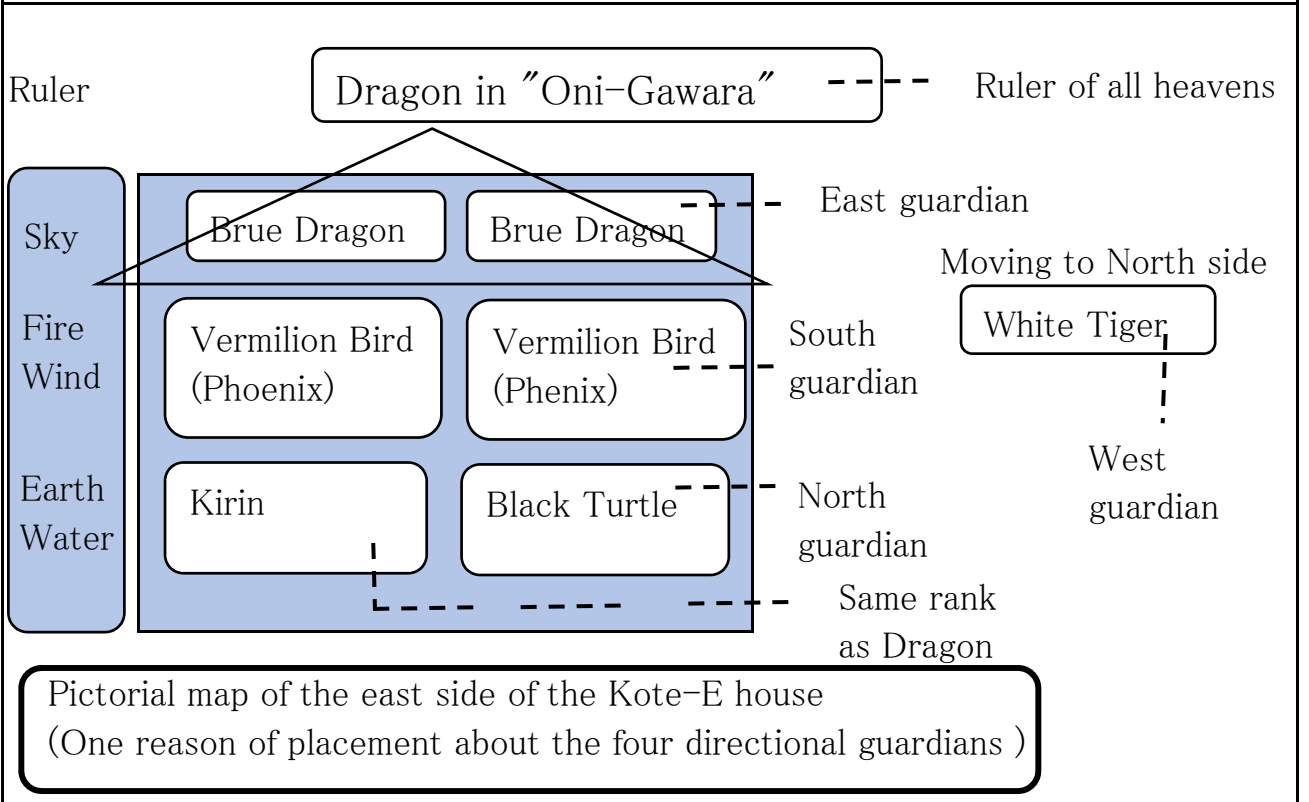 Ruler
Dragon in "Oni-Gawara"
Ruler of all heavens
Sky
Brue Dragon
Brue Dragon
East guardian
Moving to North side
White Tiger
Fire
Wind
Vermilion Bird
(Phoenix)
Vermilion Bird
(Phenix)
South
guardian
West
guardian
Earth
Water
Kirin
Black Turtle
North
guardian
Same rank
as Dragon
Pictorial map of the east side of the Kote-E house
(One reason of placement about the four directional guardians )